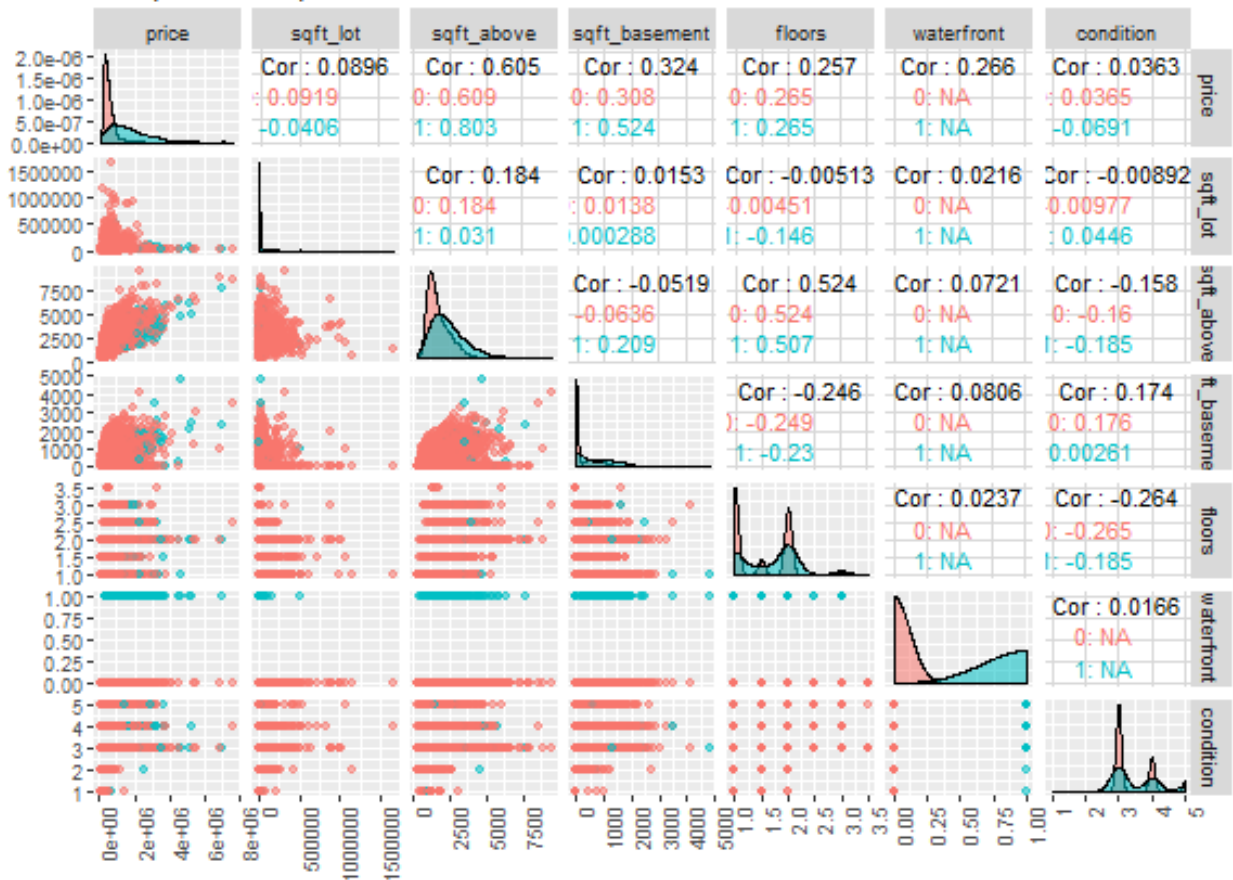 price sqft_lot sqft_above sqft_basement floors waterfront condition
2.0e-06 Cor : 0.0896 Cor : 0.605 Cor : 0.324 Cor : 0.257 Cor : 0.266 Cor : 0.0363 price
1.5e-06
1.0e-06 : 0.0919 0: 0.609 0: 0.308 0: 0.265 0: NA : 0.0365
5.0e-07 -0.0406 1: 0.803 1: 0.524 1: 0.265 1: NA -0.0691
0.0e+00
1500000 Cor : 0.184 Cor : 0.0153 Cor : -0.00513 Cor : 0.0216 Cor : -0.00892 sqft_lot
1000000 0: 0.184 : 0.0138 -0.00451 0: NA 0.00977
500000 1: 0.031 0.000288 1: -0.146 1: NA : 0.0446
0
7500 Cor : -0.0519 Cor : 0.524 Cor : 0.0721 Cor : -0.158 sqft_above
5000 -0.0636 0: 0.524 0: NA 0: -0.16
2500 1: 0.209 1: 0.507 1: NA 1: -0.185
0
5000 Cor : -0.246 Cor : 0.0806 Cor : 0.174 ft_baseme
4000
3000 0: -0.249 0: NA 0: 0.176
2000
1000 1: -0.23 1: NA 0.00261
0
3.5 Cor : 0.0237 Cor : -0.264 floors
3.0
2.5 0: NA 0: -0.265
2.0
1.5 1: NA 1: -0.185
1.0
1.00 Cor : 0.0166 waterfront
0.75
0.50 0: NA
0.25 1: NA
0.00
5 condition
4
3
2
1
0e+00 2e+06 4e+06 6e+06 8e+06 0 500000 1000000 1500000 0 2500 5000 7500 0 1000 2000 3000 4000 5000 1.0 1.5 2.0 2.5 3.0 3.5 0.00 0.25 0.50 0.75 1.00 1 2 3 4 5